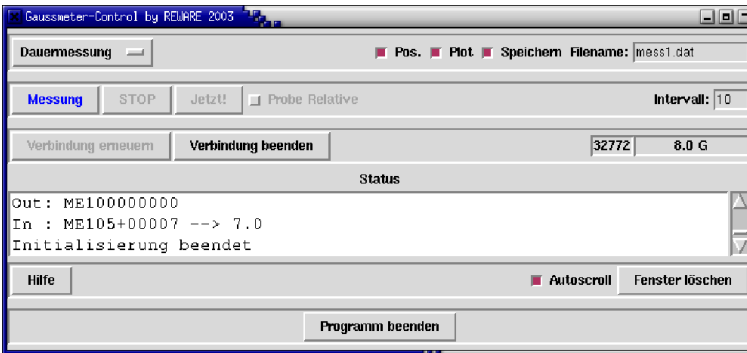 Gaussmeter-Control by REWARE 2003
Dauermessung Pos. Plot Speichern Filename: mess1.dat
Messung STOP Jetzt! Probe Relative Intervall: 10
Verbindung erneuern Verbindung beenden 32772 8.0 G
Status
Out: ME100000000
In : ME105+00007 --> 7.0
Initialisierung beendet
Hilfe Autoscroll Fenster löschen
Programm beenden